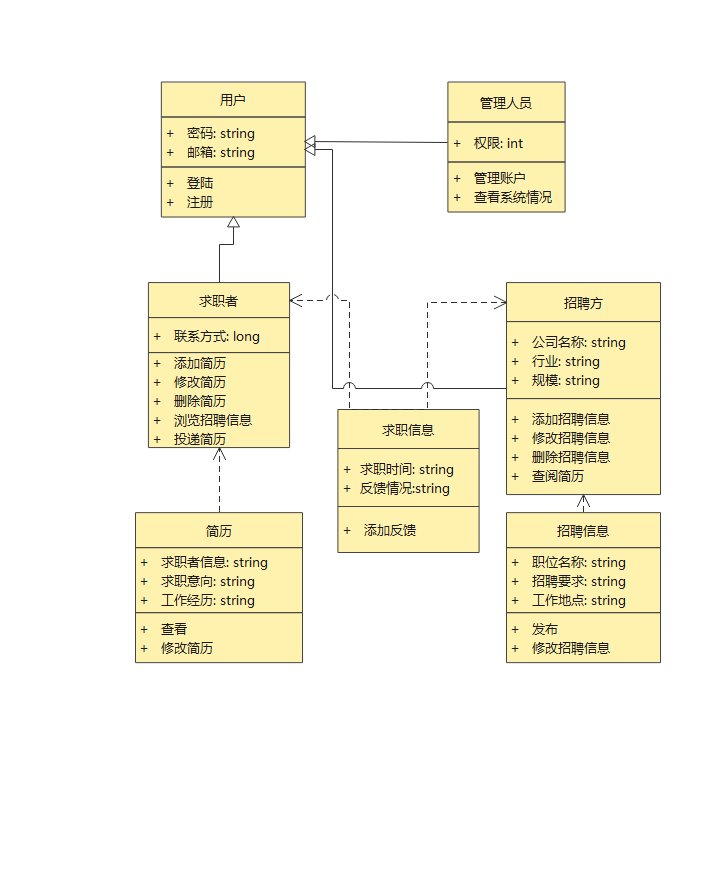 用户
+ 密码: string
+ 邮箱: string
+ 登陆
+ 注册
管理人员
+ 权限: int
+ 管理账户
+ 查看系统情况
求职者
+ 联系方式: long
+ 添加简历
+ 修改简历
+ 删除简历
+ 浏览招聘信息
+ 投递简历
招聘方
+ 公司名称: string
+ 行业: string
+ 规模: string
+ 添加招聘信息
+ 修改招聘信息
+ 删除招聘信息
+ 查阅简历
求职信息
+ 求职时间: string
+ 反馈情况:string
+ 添加反馈
简历
+ 求职者信息: string
+ 求职意向: string
+ 工作经历: string
+ 查看
+ 修改简历
招聘信息
+ 职位名称: string
+ 招聘要求: string
+ 工作地点: string
+ 发布
+ 修改招聘信息